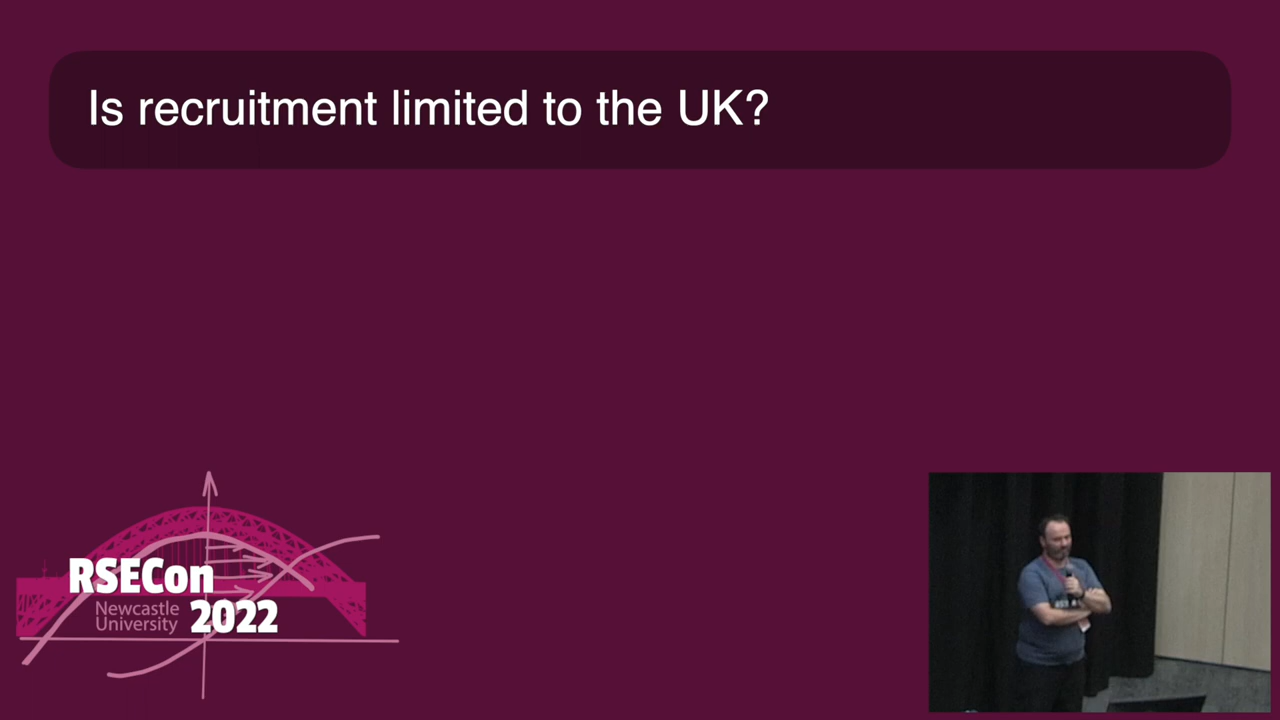 Is recruitment limited to the UK?
RSECon
Newcastle
University
2022